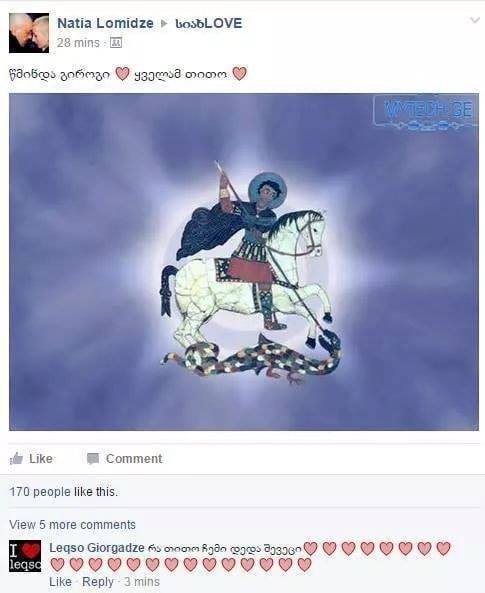 Natia Lomidze ▸ სიახLOVE
28 mins ·
წმინდა გიროგი ❤ ყველამ თითო ❤
MYTECH.GE
Like Comment
170 people like this.
View 5 more comments
I ❤
leqso
Leqso Giorgadze რა თითო ჩემი დედა შევეცი ❤ ❤ ❤ ❤ ❤ ❤ ❤ ❤
❤ ❤ ❤ ❤ ❤ ❤ ❤ ❤ ❤ ❤ ❤ ❤ ❤ ❤
Like · Reply · 3 mins